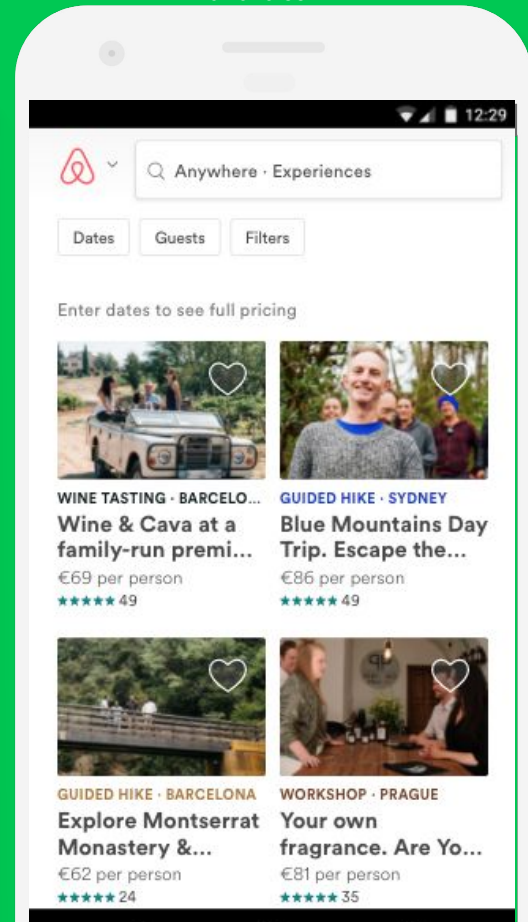 12:29
Anywhere · Experiences
Dates Guests Filters
Enter dates to see full pricing
WINE TASTING · BARCELO...
Wine & Cava at a
family-run premi...
€69 per person
★★★★★ 49
GUIDED HIKE · SYDNEY
Blue Mountains Day
Trip. Escape the...
€86 per person
★★★★★ 49
GUIDED HIKE · BARCELONA
Explore Montserrat
Monastery &...
€62 per person
★★★★★ 24
WORKSHOP · PRAGUE
Your own
fragrance. Are Yo...
€81 per person
★★★★★ 35